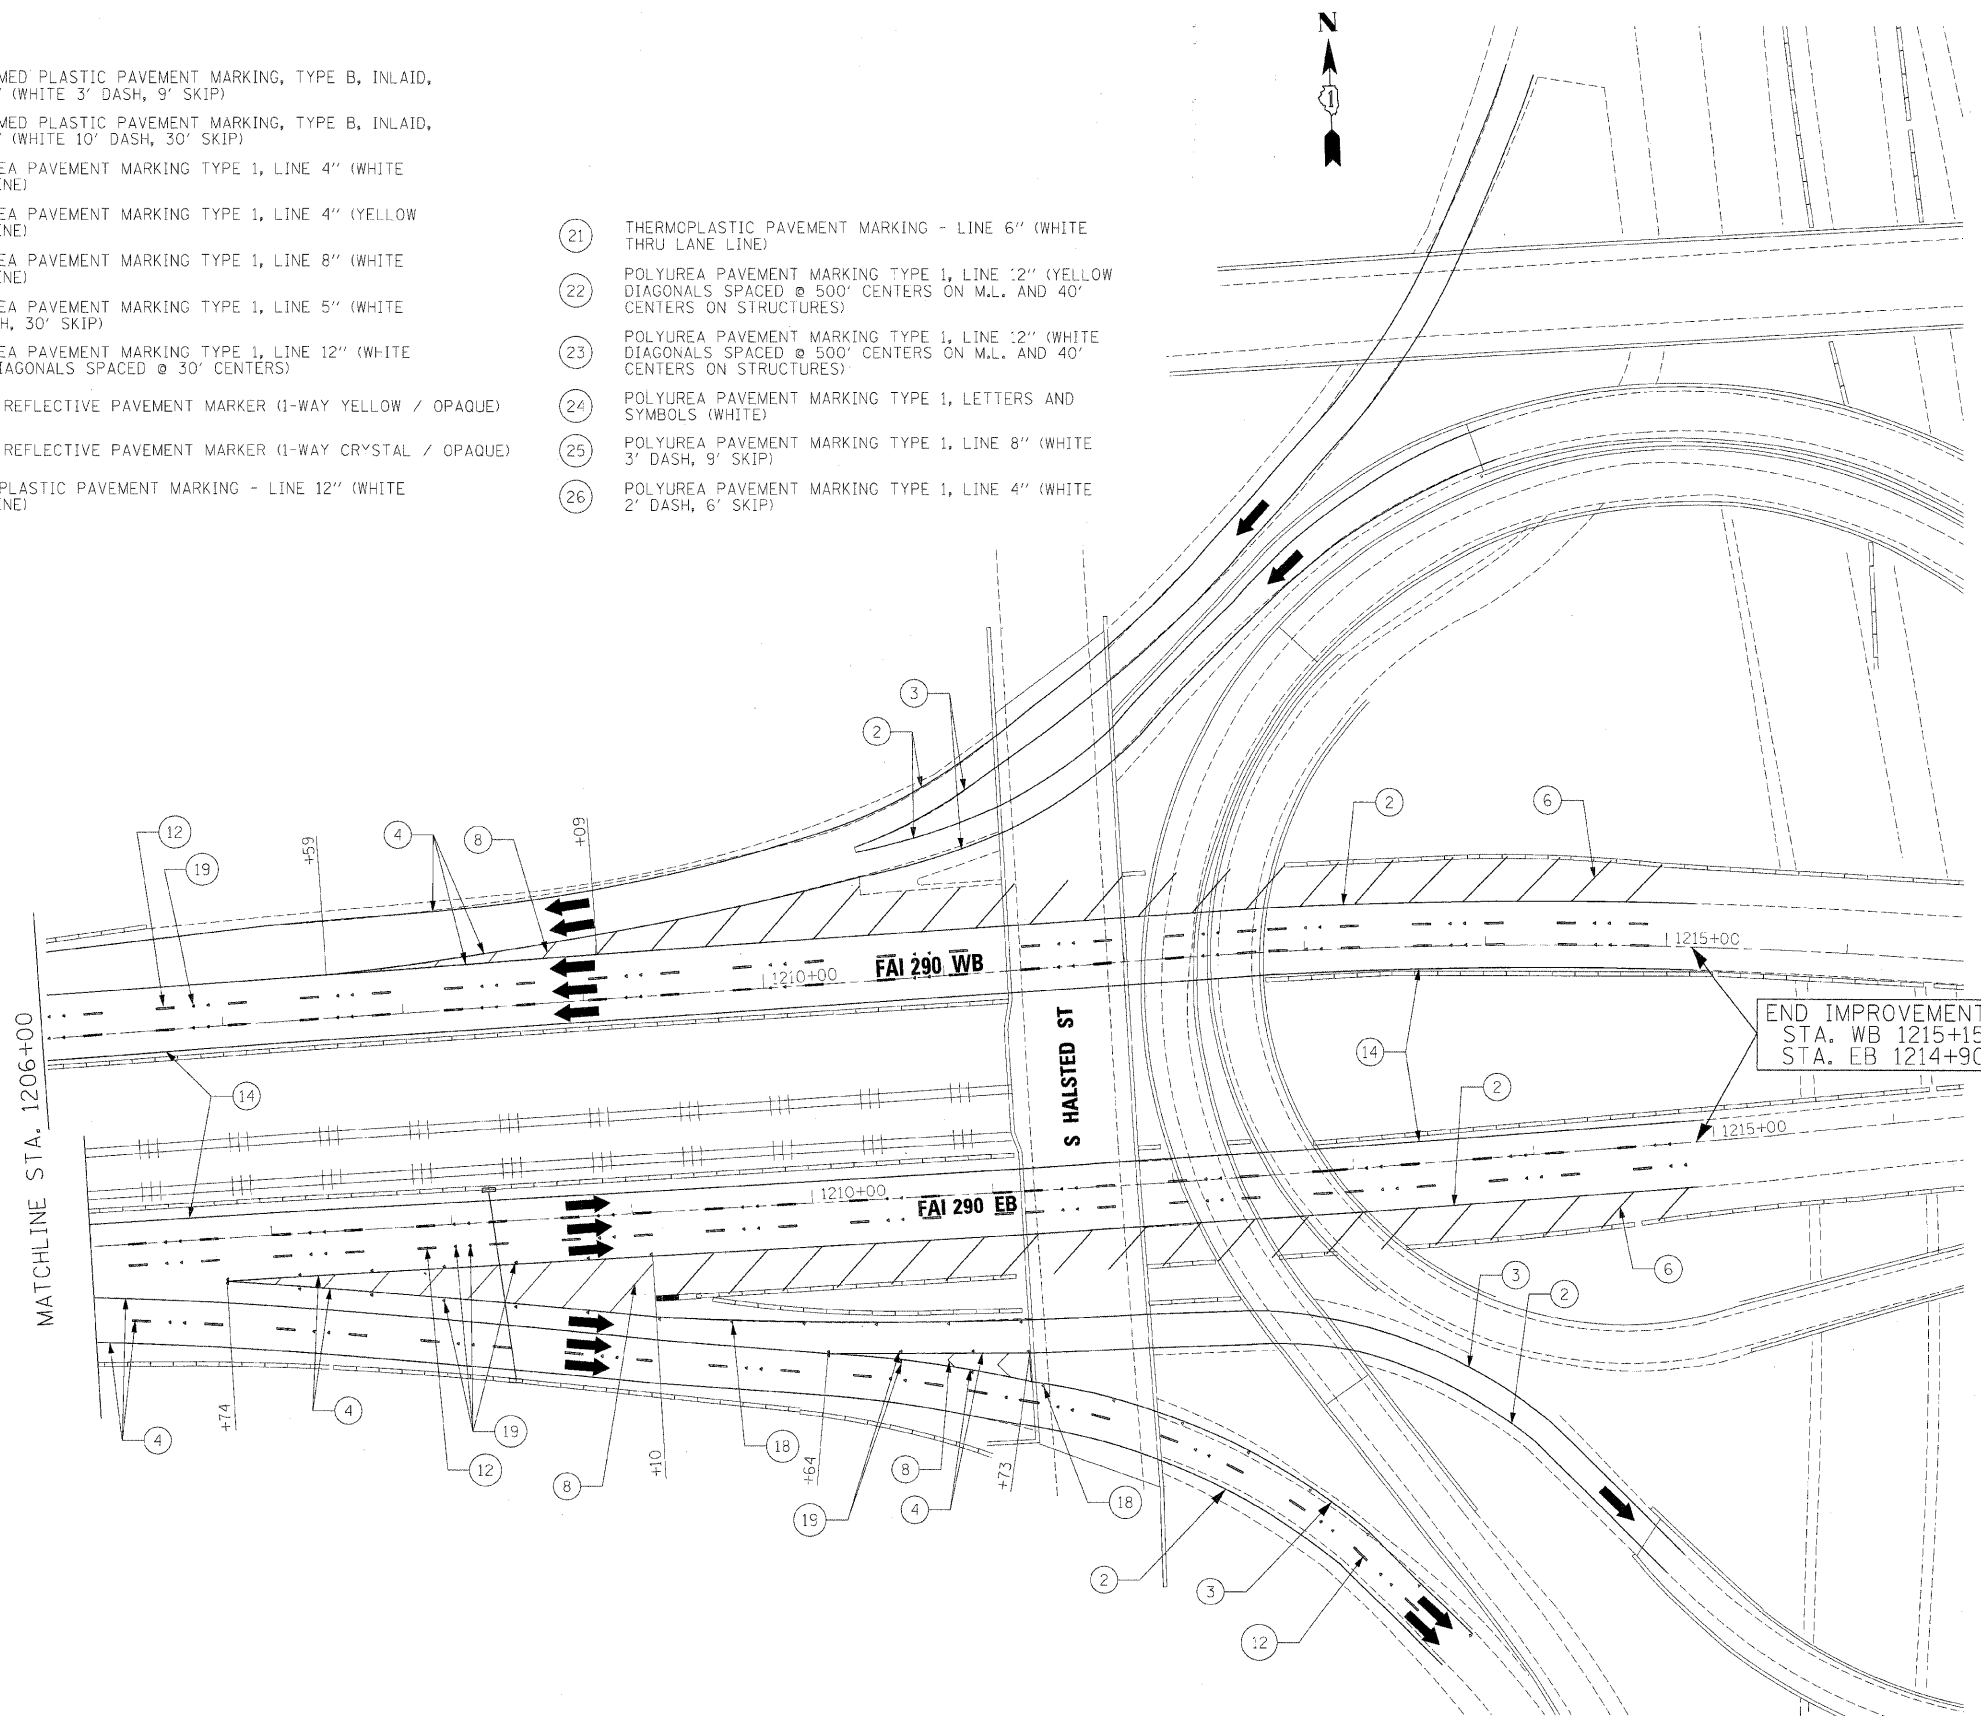 N
1
MED PLASTIC PAVEMENT MARKING, TYPE B, INLAID,
(WHITE 3' DASH, 9' SKIP)
MED PLASTIC PAVEMENT MARKING, TYPE B, INLAID,
(WHITE 10' DASH, 30' SKIP)
EA PAVEMENT MARKING TYPE 1, LINE 4" (WHITE
NE)
EA PAVEMENT MARKING TYPE 1, LINE 4" (YELLOW
NE)
EA PAVEMENT MARKING TYPE 1, LINE 8" (WHITE
NE)
EA PAVEMENT MARKING TYPE 1, LINE 5" (WHITE
H, 30' SKIP)
EA PAVEMENT MARKING TYPE 1, LINE 12" (WHITE
IAGONALS SPACED @ 30' CENTERS)
REFLECTIVE PAVEMENT MARKER (1-WAY YELLOW / OPAQUE)
REFLECTIVE PAVEMENT MARKER (1-WAY CRYSTAL / OPAQUE)
PLASTIC PAVEMENT MARKING - LINE 12" (WHITE
NE)
21 THERMOPLASTIC PAVEMENT MARKING - LINE 6" (WHITE
THRU LANE LINE)
22 POLYUREA PAVEMENT MARKING TYPE 1, LINE 12" (YELLOW
DIAGONALS SPACED @ 500' CENTERS ON M.L. AND 40'
CENTERS ON STRUCTURES)
23 POLYUREA PAVEMENT MARKING TYPE 1, LINE 12" (WHITE
DIAGONALS SPACED @ 500' CENTERS ON M.L. AND 40'
CENTERS ON STRUCTURES)
24 POLYUREA PAVEMENT MARKING TYPE 1, LETTERS AND
SYMBOLS (WHITE)
25 POLYUREA PAVEMENT MARKING TYPE 1, LINE 8" (WHITE
3' DASH, 9' SKIP)
26 POLYUREA PAVEMENT MARKING TYPE 1, LINE 4" (WHITE
2' DASH, 6' SKIP)
3
2
2
6
12
4
8
19
+59
+09
1215+00
1210+00
FAI 290 WB
END IMPROVEMENT
STA. WB 1215+15
STA. EB 1214+90
MATCHLINE STA. 1206+00
S HALSTED ST
14
14
2
1215+00
1210+00
FAI 290 EB
6
3
2
4
+74
4
19
12
8
+10
18
+64
19
8
4
+73
18
2
3
12